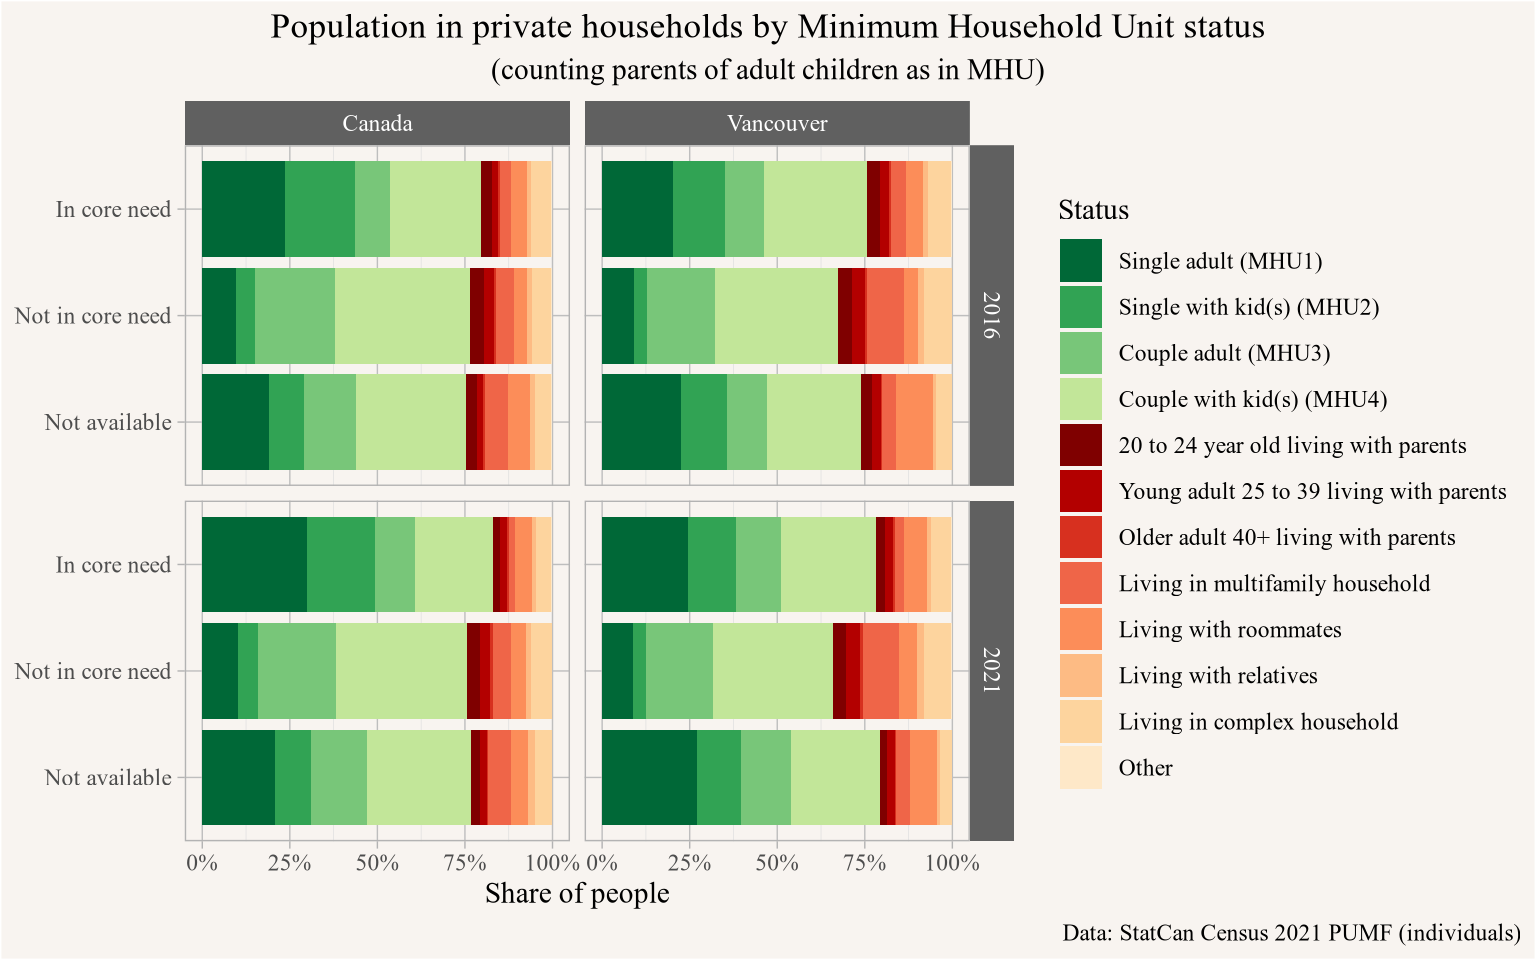 Population in private households by Minimum Household Unit status
(counting parents of adult children as in MHU)
Canada
Vancouver
In core need
Not in core need
Not available
2016
In core need
Not in core need
Not available
2021
0% 25% 50% 75% 100% 0% 25% 50% 75% 100%
Share of people
Status
Single adult (MHU1)
Single with kid(s) (MHU2)
Couple adult (MHU3)
Couple with kid(s) (MHU4)
20 to 24 year old living with parents
Young adult 25 to 39 living with parents
Older adult 40+ living with parents
Living in multifamily household
Living with roommates
Living with relatives
Living in complex household
Other
Data: StatCan Census 2021 PUMF (individuals)